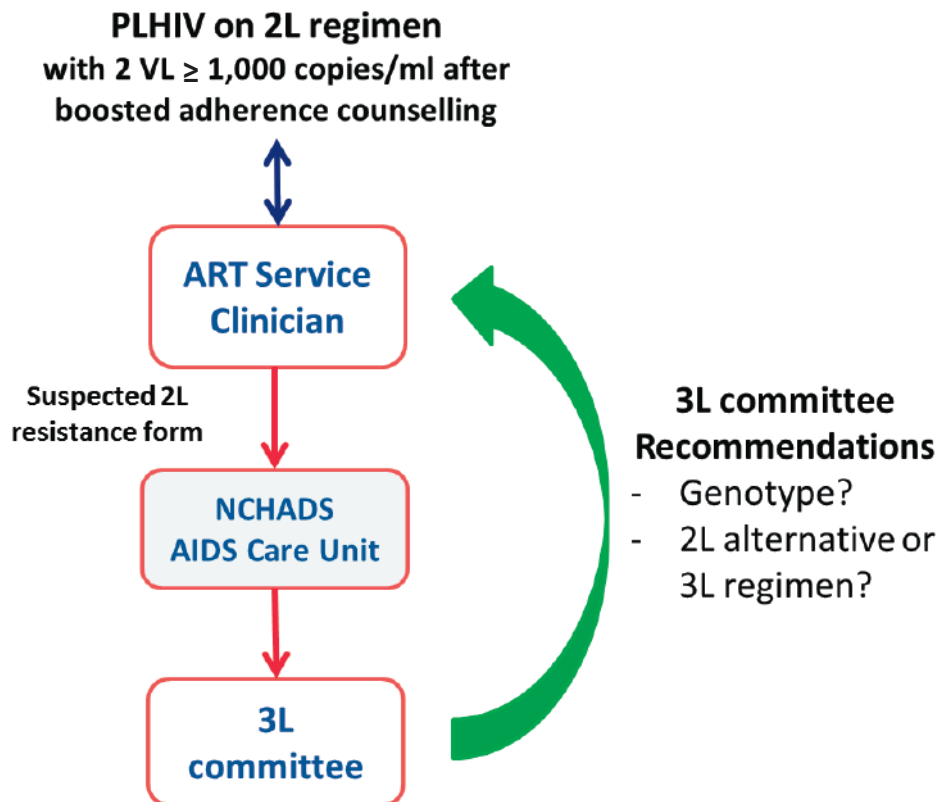 PLHIV on 2L regimen
with 2 VL ≥ 1,000 copies/ml after
boosted adherence counselling
ART Service
Clinician
Suspected 2L
resistance form
NCHADS
AIDS Care Unit
3L
committee
3L committee
Recommendations
- Genotype?
- 2L alternative or
3L regimen?